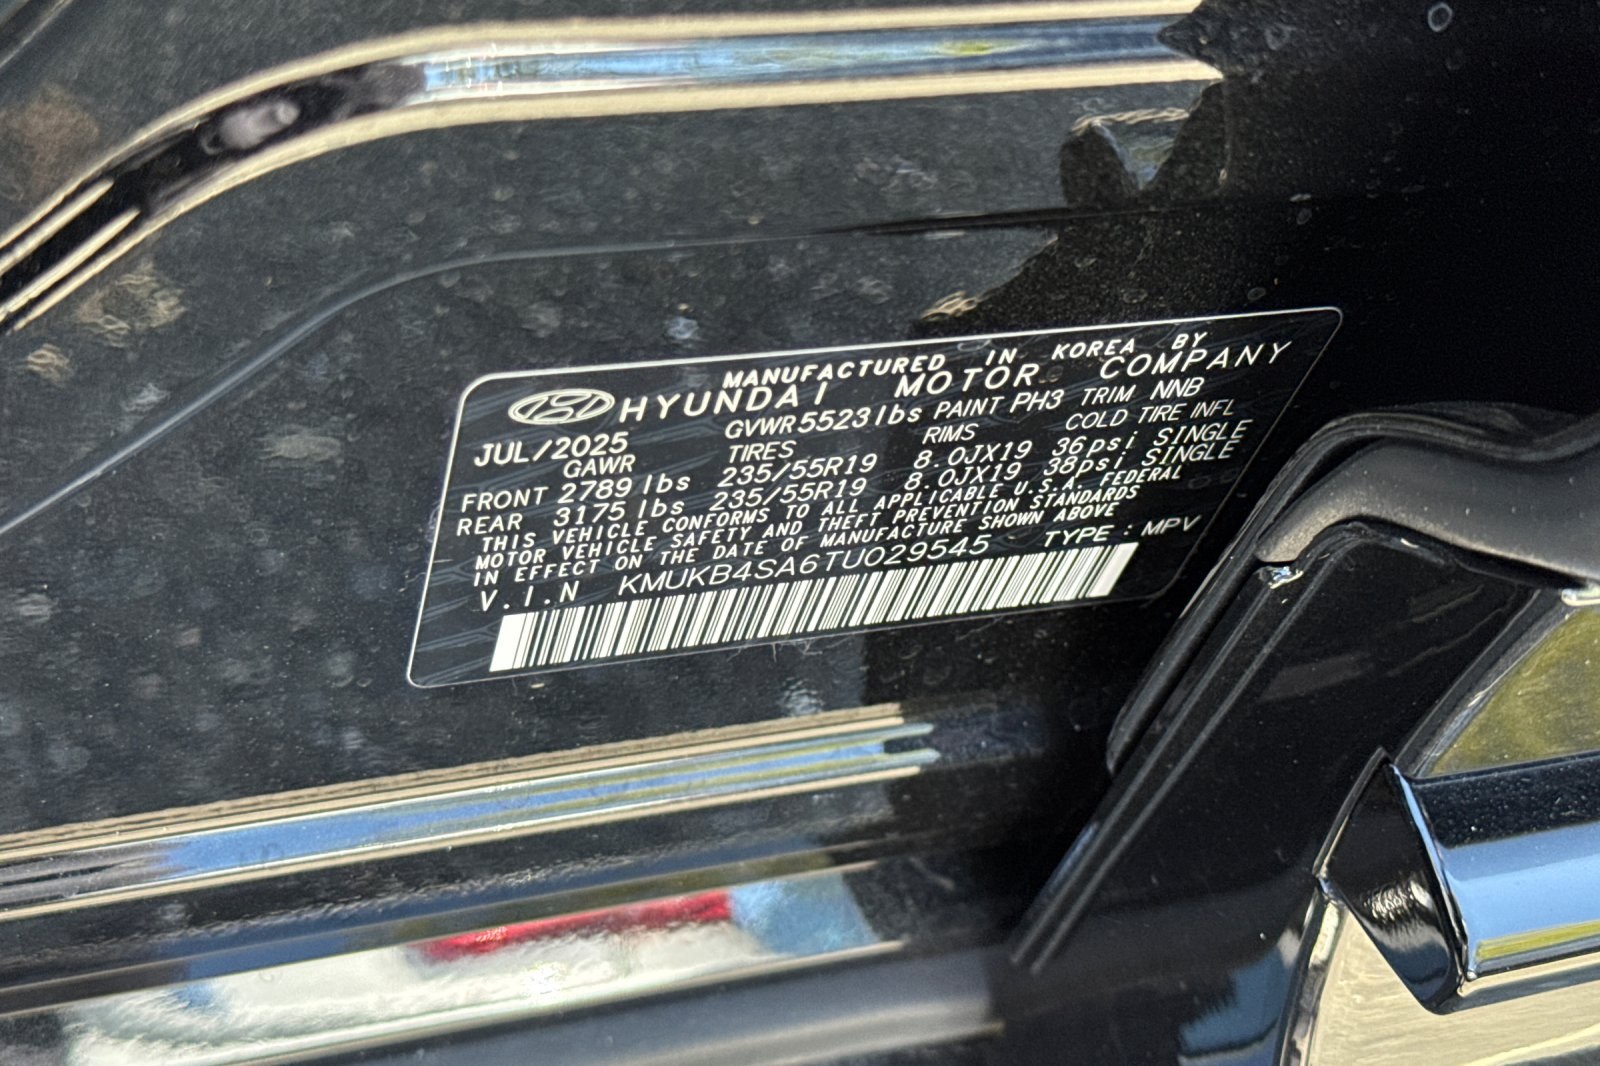 MANUFACTURED IN KOREA BY
HYUNDAI MOTOR COMPANY
JUL/2025 GVWR 5523 lbs PAINT PH3 TRIM NNB
GAWR TIRES RIMS COLD TIRE INFL
FRONT 2789 lbs 235/55R19 8.0JX19 36psi SINGLE
REAR 3175 lbs 235/55R19 8.0JX19 38psi SINGLE
THIS VEHICLE CONFORMS TO ALL APPLICABLE U.S.A. FEDERAL
MOTOR VEHICLE SAFETY AND THEFT PREVENTION STANDARDS
IN EFFECT ON THE DATE OF MANUFACTURE SHOWN ABOVE
V.I.N KMUKB4SA6TU029545 TYPE : MPV